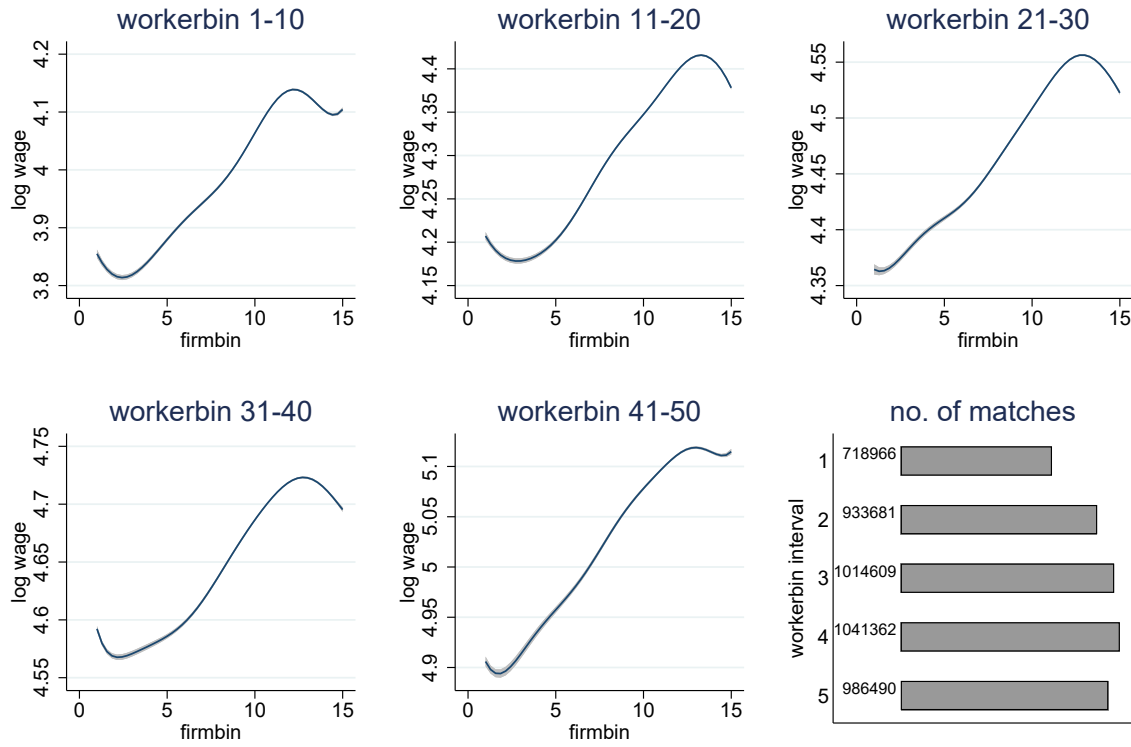 workerbin 1-10
log wage
4.2
4.1
4
3.9
3.8
0 5 10 15
firmbin
workerbin 11-20
log wage
4.4
4.35
4.3
4.25
4.2
4.15
0 5 10 15
firmbin
workerbin 21-30
log wage
4.55
4.5
4.45
4.4
4.35
0 5 10 15
firmbin
workerbin 31-40
log wage
4.75
4.7
4.65
4.6
4.55
0 5 10 15
firmbin
workerbin 41-50
log wage
5.1
5.05
5
4.95
4.9
0 5 10 15
firmbin
no. of matches
workerbin interval
1 718966
2 933681
3 1014609
4 1041362
5 986490